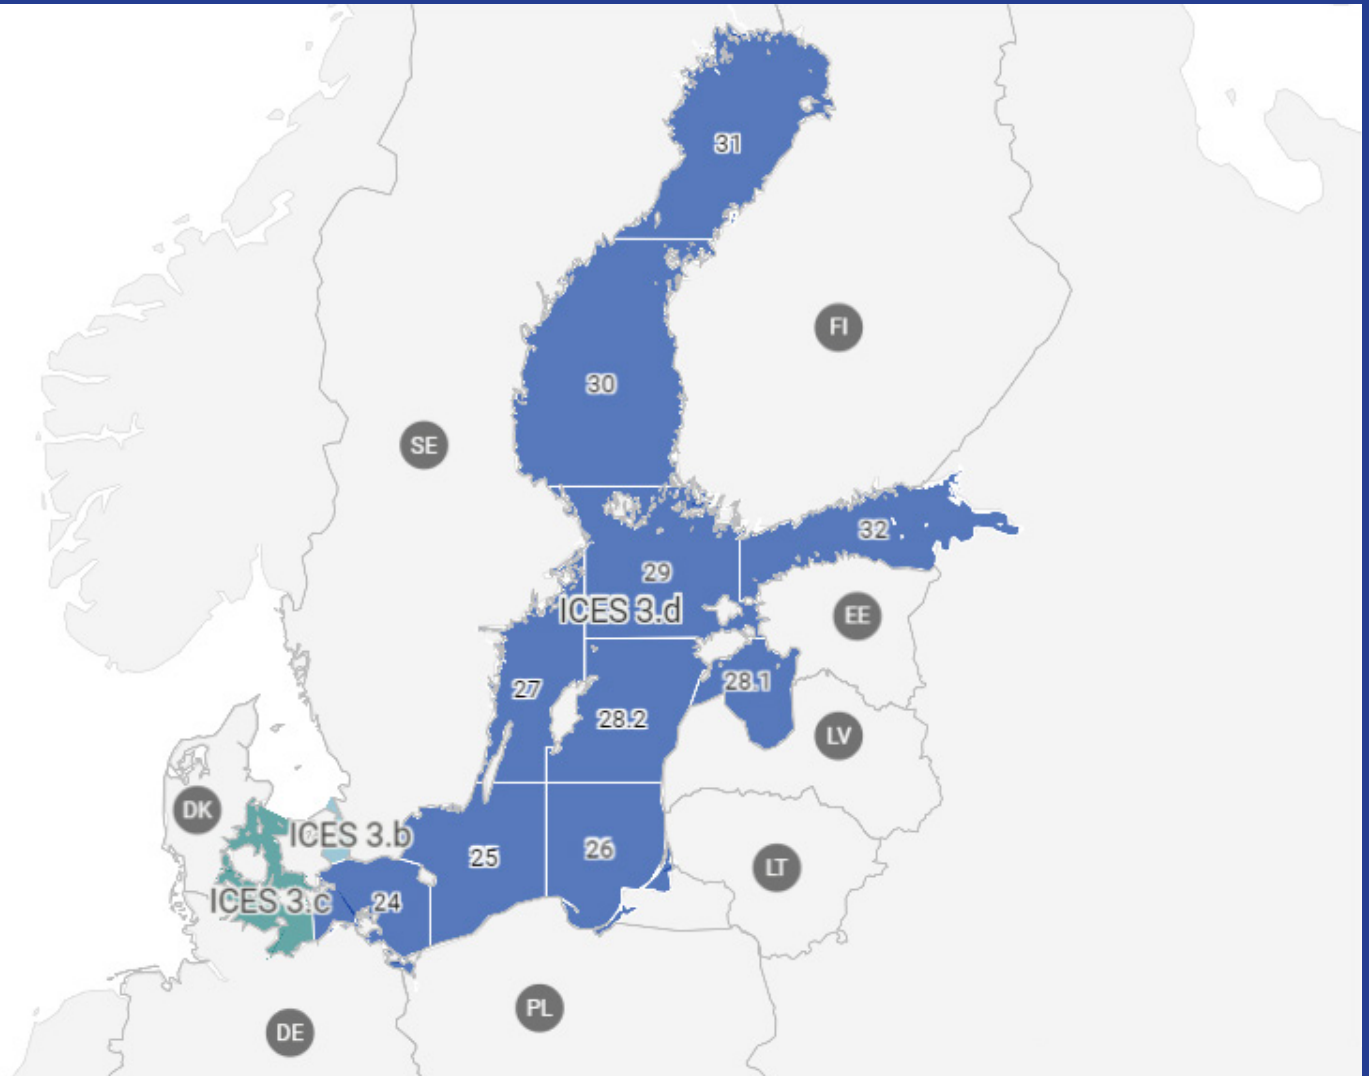 31
FI
30
SE
32
29
ICES 3.d
EE
27
28.1
28.2
LV
DK
ICES 3.b
25
26
LT
ICES 3.c
24
PL
DE